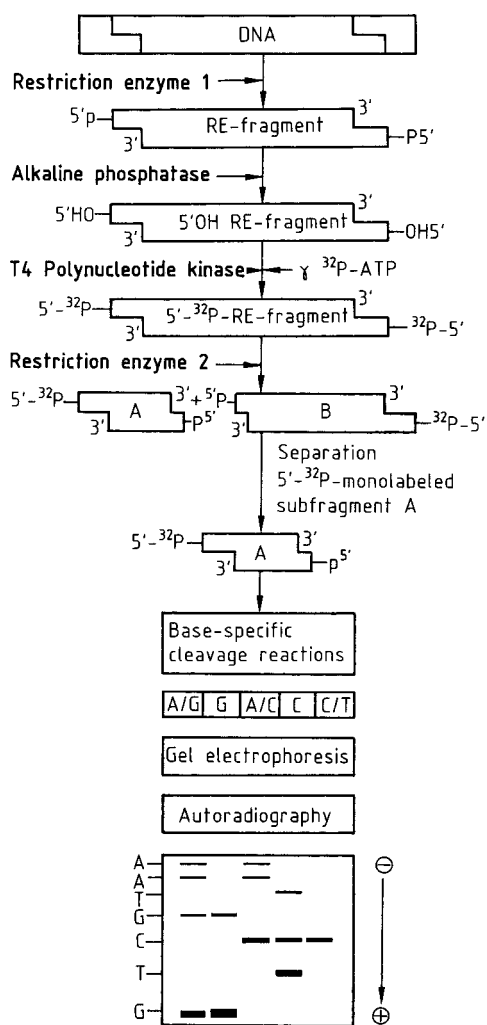 DNA
Restriction enzyme 1
5'p 3'
RE-fragment
3' P5'
Alkaline phosphatase
5'HO 3'
5'OH RE-fragment
3' OH5'
T4 Polynucleotide kinase γ ³²P-ATP
5'-³²P 3'
5'-³²P-RE-fragment
3' ³²P-5'
Restriction enzyme 2
5'-³²P A 3' + 5'P B 3'
3' P5' 3' ³²P-5'
Separation
5'-³²P-monolabeled
subfragment A
5'-³²P A 3'
3' p5'
Base-specific
cleavage reactions
A/G G A/C C C/T
Gel electrophoresis
Autoradiography
A ⊖
A
T
G
C
T
G ⊕